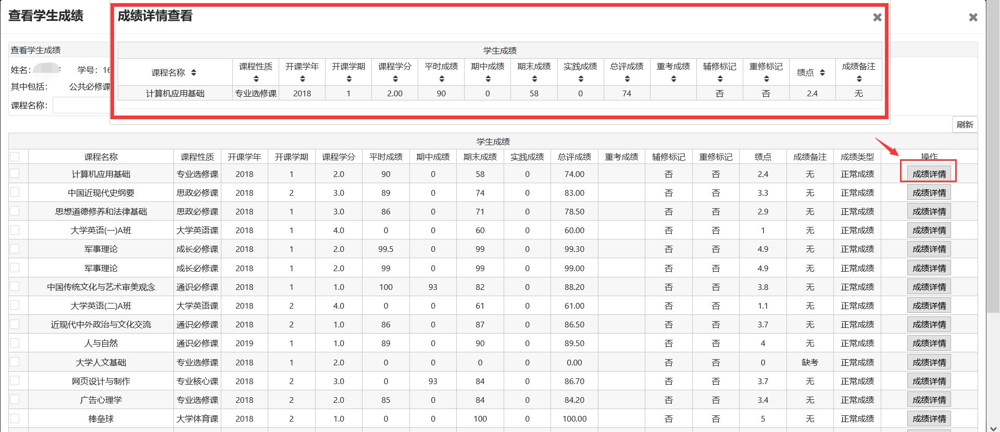 查看学生成绩
成绩详情查看
查看学生成绩
姓名： 学号：16
其中包括： 公共必修课
课程名称：
学生成绩
课程名称 课程性质 开课学年 开课学期 课程学分 平时成绩 期中成绩 期末成绩 实践成绩 总评成绩 重考成绩 辅修标记 重修标记 绩点 成绩备注
计算机应用基础 专业选修课 2018 1 2.00 90 0 58 0 74 否 否 2.4 无
刷新
学生成绩
课程名称 课程性质 开课学年 开课学期 课程学分 平时成绩 期中成绩 期末成绩 实践成绩 总评成绩 重考成绩 辅修标记 重修标记 绩点 成绩备注 成绩类型 操作
计算机应用基础 专业选修课 2018 1 2.0 90 0 58 0 74.00 否 否 2.4 无 正常成绩 成绩详情
中国近现代史纲要 思政必修课 2018 2 3.0 89 0 74 0 83.00 否 否 3.3 无 正常成绩 成绩详情
思想道德修养和法律基础 思政必修课 2018 1 3.0 86 0 71 0 78.50 否 否 2.9 无 正常成绩 成绩详情
大学英语(一)A班 大学英语课 2018 1 4.0 0 0 60 0 60.00 否 否 1 无 正常成绩 成绩详情
军事理论 成长必修课 2018 1 2.0 99.5 0 99 0 99.30 否 否 4.9 无 正常成绩 成绩详情
军事理论 成长必修课 2018 1 2.0 99 0 99 0 99.00 否 否 4.9 无 正常成绩 成绩详情
中国传统文化与艺术审美观念 通识必修课 2018 1 1.0 100 93 82 0 88.20 否 否 3.8 无 正常成绩 成绩详情
大学英语(二)A班 大学英语课 2018 2 4.0 0 0 61 0 61.00 否 否 1.1 无 正常成绩 成绩详情
近现代中外政治与文化交流 通识必修课 2018 2 1.0 86 0 87 0 86.50 否 否 3.7 无 正常成绩 成绩详情
人与自然 通识必修课 2019 1 1.0 89 0 90 0 89.50 否 否 4 无 正常成绩 成绩详情
大学人文基础 专业选修课 2018 1 2.0 0 0 0 0 0.00 否 否 0 缺考 正常成绩 成绩详情
网页设计与制作 专业核心课 2018 2 3.0 0 93 84 0 86.70 否 否 3.7 无 正常成绩 成绩详情
广告心理学 专业选修课 2018 2 2.0 85 0 84 0 84.20 否 否 3.4 无 正常成绩 成绩详情
棒垒球 大学体育课 2018 2 1.0 0 0 100 0 100.00 否 否 5 无 正常成绩 成绩详情